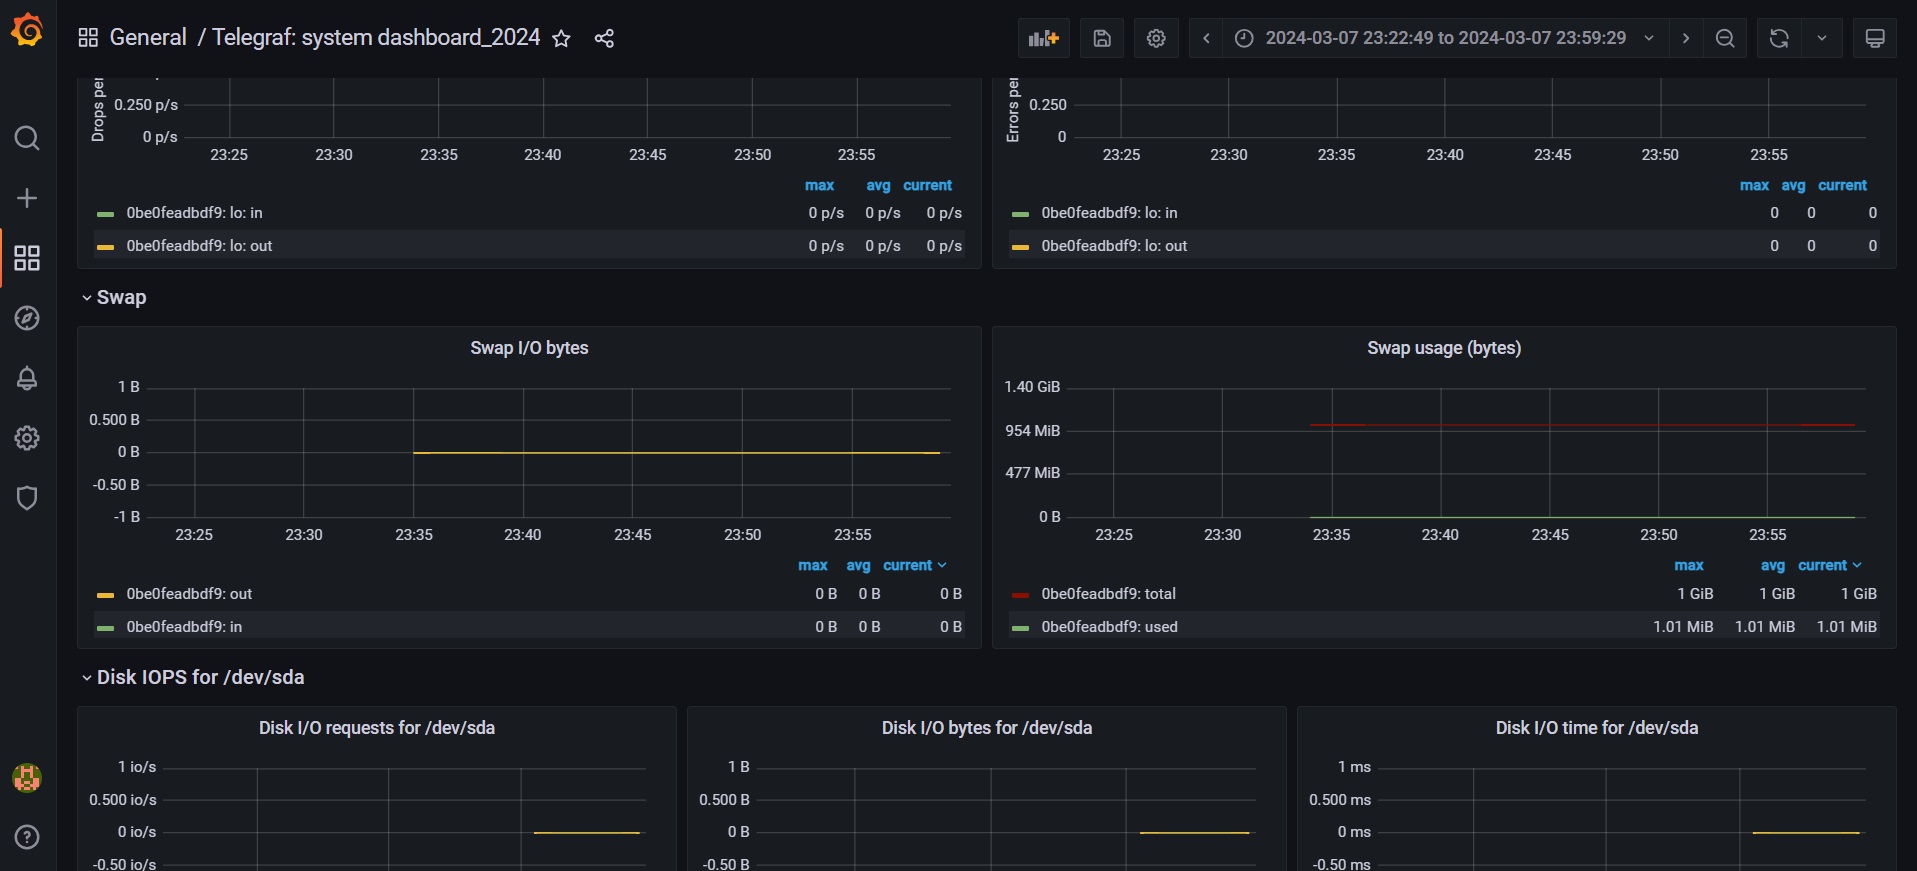 General / Telegraf: system dashboard_2024
2024-03-07 23:22:49 to 2024-03-07 23:59:29
Drops per
0.250 p/s
0 p/s
23:25 23:30 23:35 23:40 23:45 23:50 23:55
max avg current
0be0feadbdf9: lo: in 0 p/s 0 p/s 0 p/s
0be0feadbdf9: lo: out 0 p/s 0 p/s 0 p/s
Errors per
0.250
0
23:25 23:30 23:35 23:40 23:45 23:50 23:55
max avg current
0be0feadbdf9: lo: in 0 0 0
0be0feadbdf9: lo: out 0 0 0
Swap
Swap I/O bytes
1 B
0.500 B
0 B
-0.50 B
-1 B
23:25 23:30 23:35 23:40 23:45 23:50 23:55
max avg current
0be0feadbdf9: out 0 B 0 B 0 B
0be0feadbdf9: in 0 B 0 B 0 B
Swap usage (bytes)
1.40 GiB
954 MiB
477 MiB
0 B
23:25 23:30 23:35 23:40 23:45 23:50 23:55
max avg current
0be0feadbdf9: total 1 GiB 1 GiB 1 GiB
0be0feadbdf9: used 1.01 MiB 1.01 MiB 1.01 MiB
Disk IOPS for /dev/sda
Disk I/O requests for /dev/sda
1 io/s
0.500 io/s
0 io/s
-0.50 io/s
Disk I/O bytes for /dev/sda
1 B
0.500 B
0 B
-0.50 B
Disk I/O time for /dev/sda
1 ms
0.500 ms
0 ms
-0.50 ms